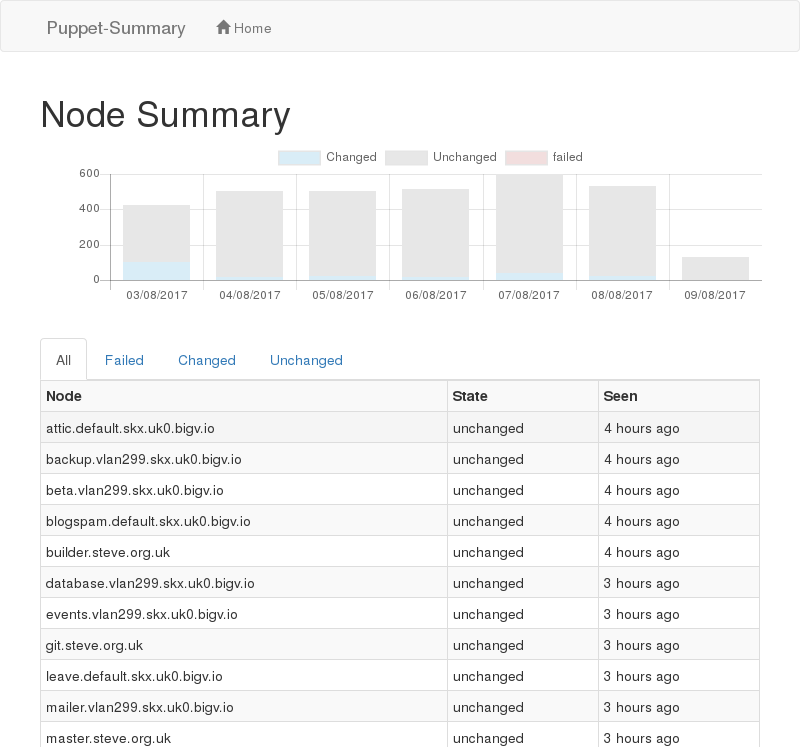 Puppet-Summary Home
Node Summary
Changed Unchanged failed
600
400
200
0
03/08/2017 04/08/2017 05/08/2017 06/08/2017 07/08/2017 08/08/2017 09/08/2017
All Failed Changed Unchanged
Node State Seen
attic.default.skx.uk0.bigv.io unchanged 4 hours ago
backup.vlan299.skx.uk0.bigv.io unchanged 4 hours ago
beta.vlan299.skx.uk0.bigv.io unchanged 4 hours ago
blogspam.default.skx.uk0.bigv.io unchanged 4 hours ago
builder.steve.org.uk unchanged 4 hours ago
database.vlan299.skx.uk0.bigv.io unchanged 3 hours ago
events.vlan299.skx.uk0.bigv.io unchanged 3 hours ago
git.steve.org.uk unchanged 3 hours ago
leave.default.skx.uk0.bigv.io unchanged 3 hours ago
mailer.vlan299.skx.uk0.bigv.io unchanged 3 hours ago
master.steve.org.uk unchanged 3 hours ago